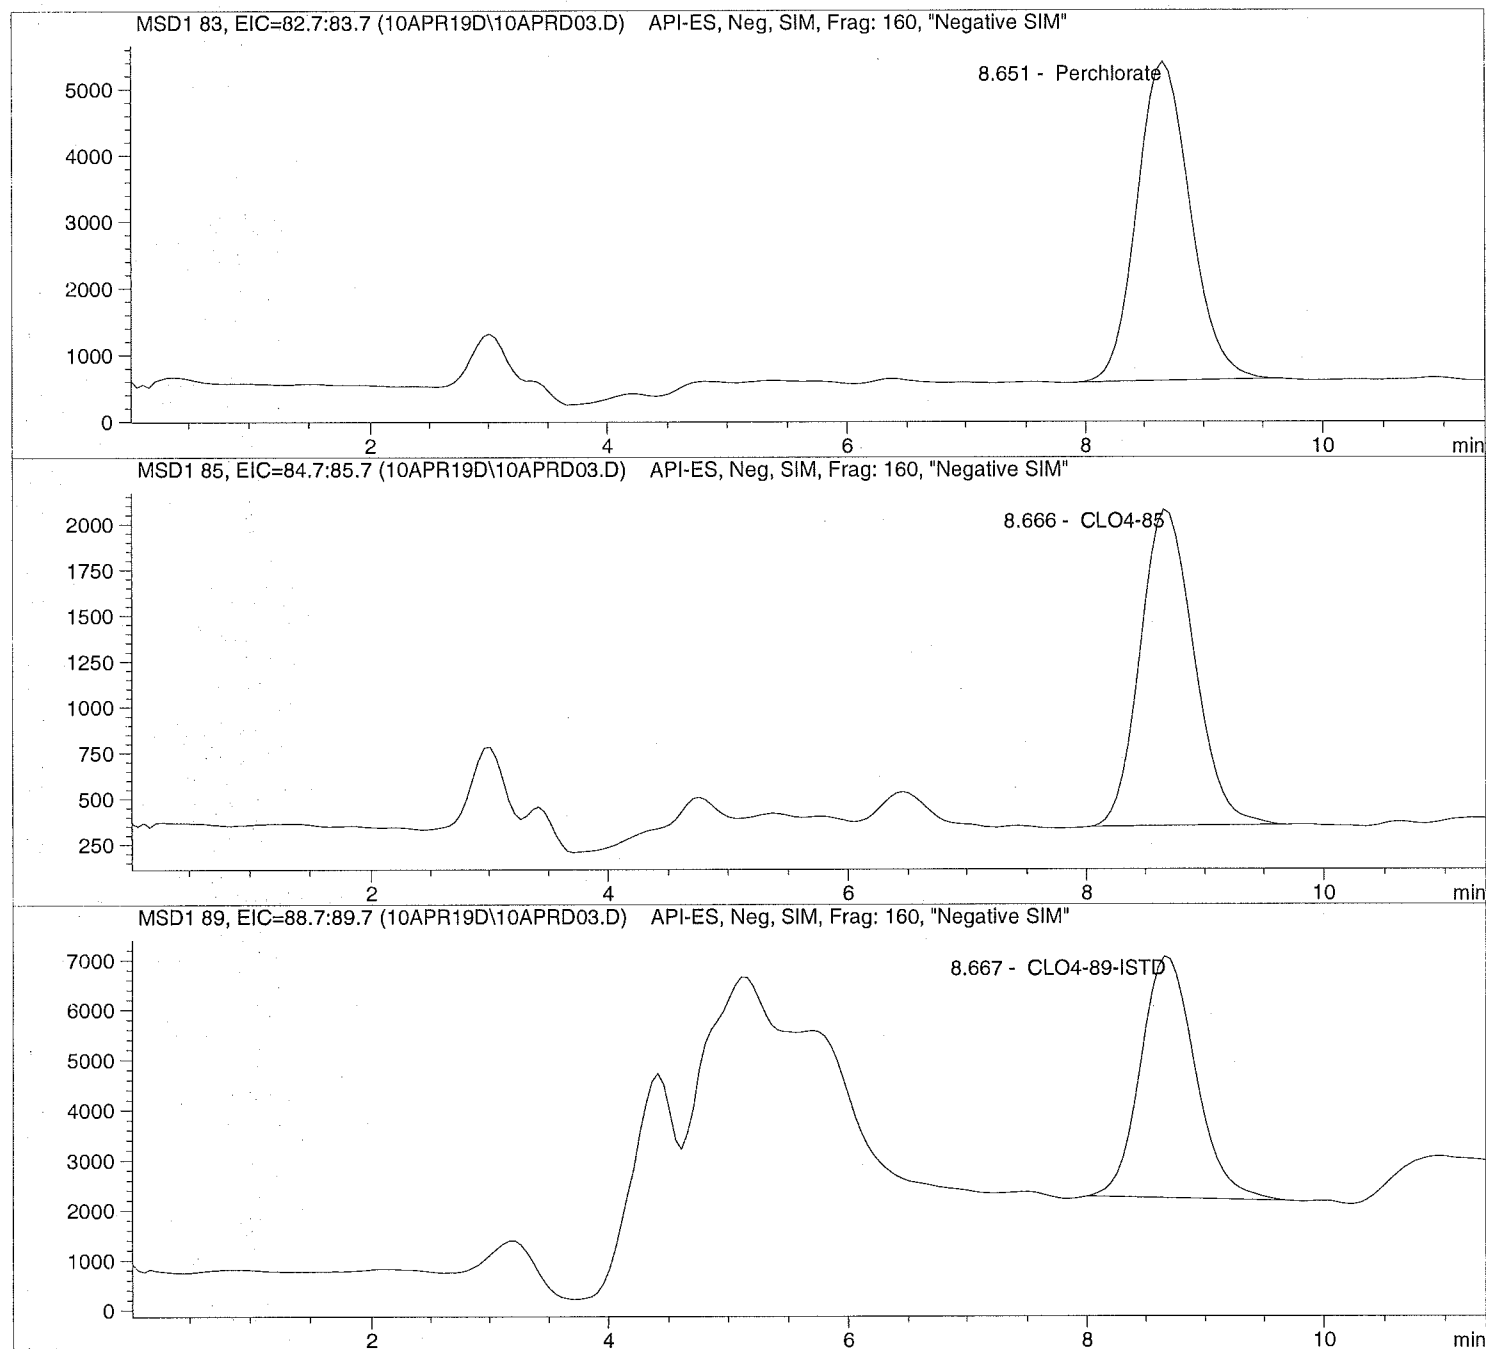 MSD1 83, EIC=82.7:83.7 (10APR19D\10APRD03.D) API-ES, Neg, SIM, Frag: 160, "Negative SIM"
8.651 - Perchlorate
5000
4000
3000
2000
1000
0
2 4 6 8 10 min
MSD1 85, EIC=84.7:85.7 (10APR19D\10APRD03.D) API-ES, Neg, SIM, Frag: 160, "Negative SIM"
8.666 - CLO4-85
2000
1750
1500
1250
1000
750
500
250
2 4 6 8 10 min
MSD1 89, EIC=88.7:89.7 (10APR19D\10APRD03.D) API-ES, Neg, SIM, Frag: 160, "Negative SIM"
8.667 - CLO4-89-ISTD
7000
6000
5000
4000
3000
2000
1000
0
2 4 6 8 10 min